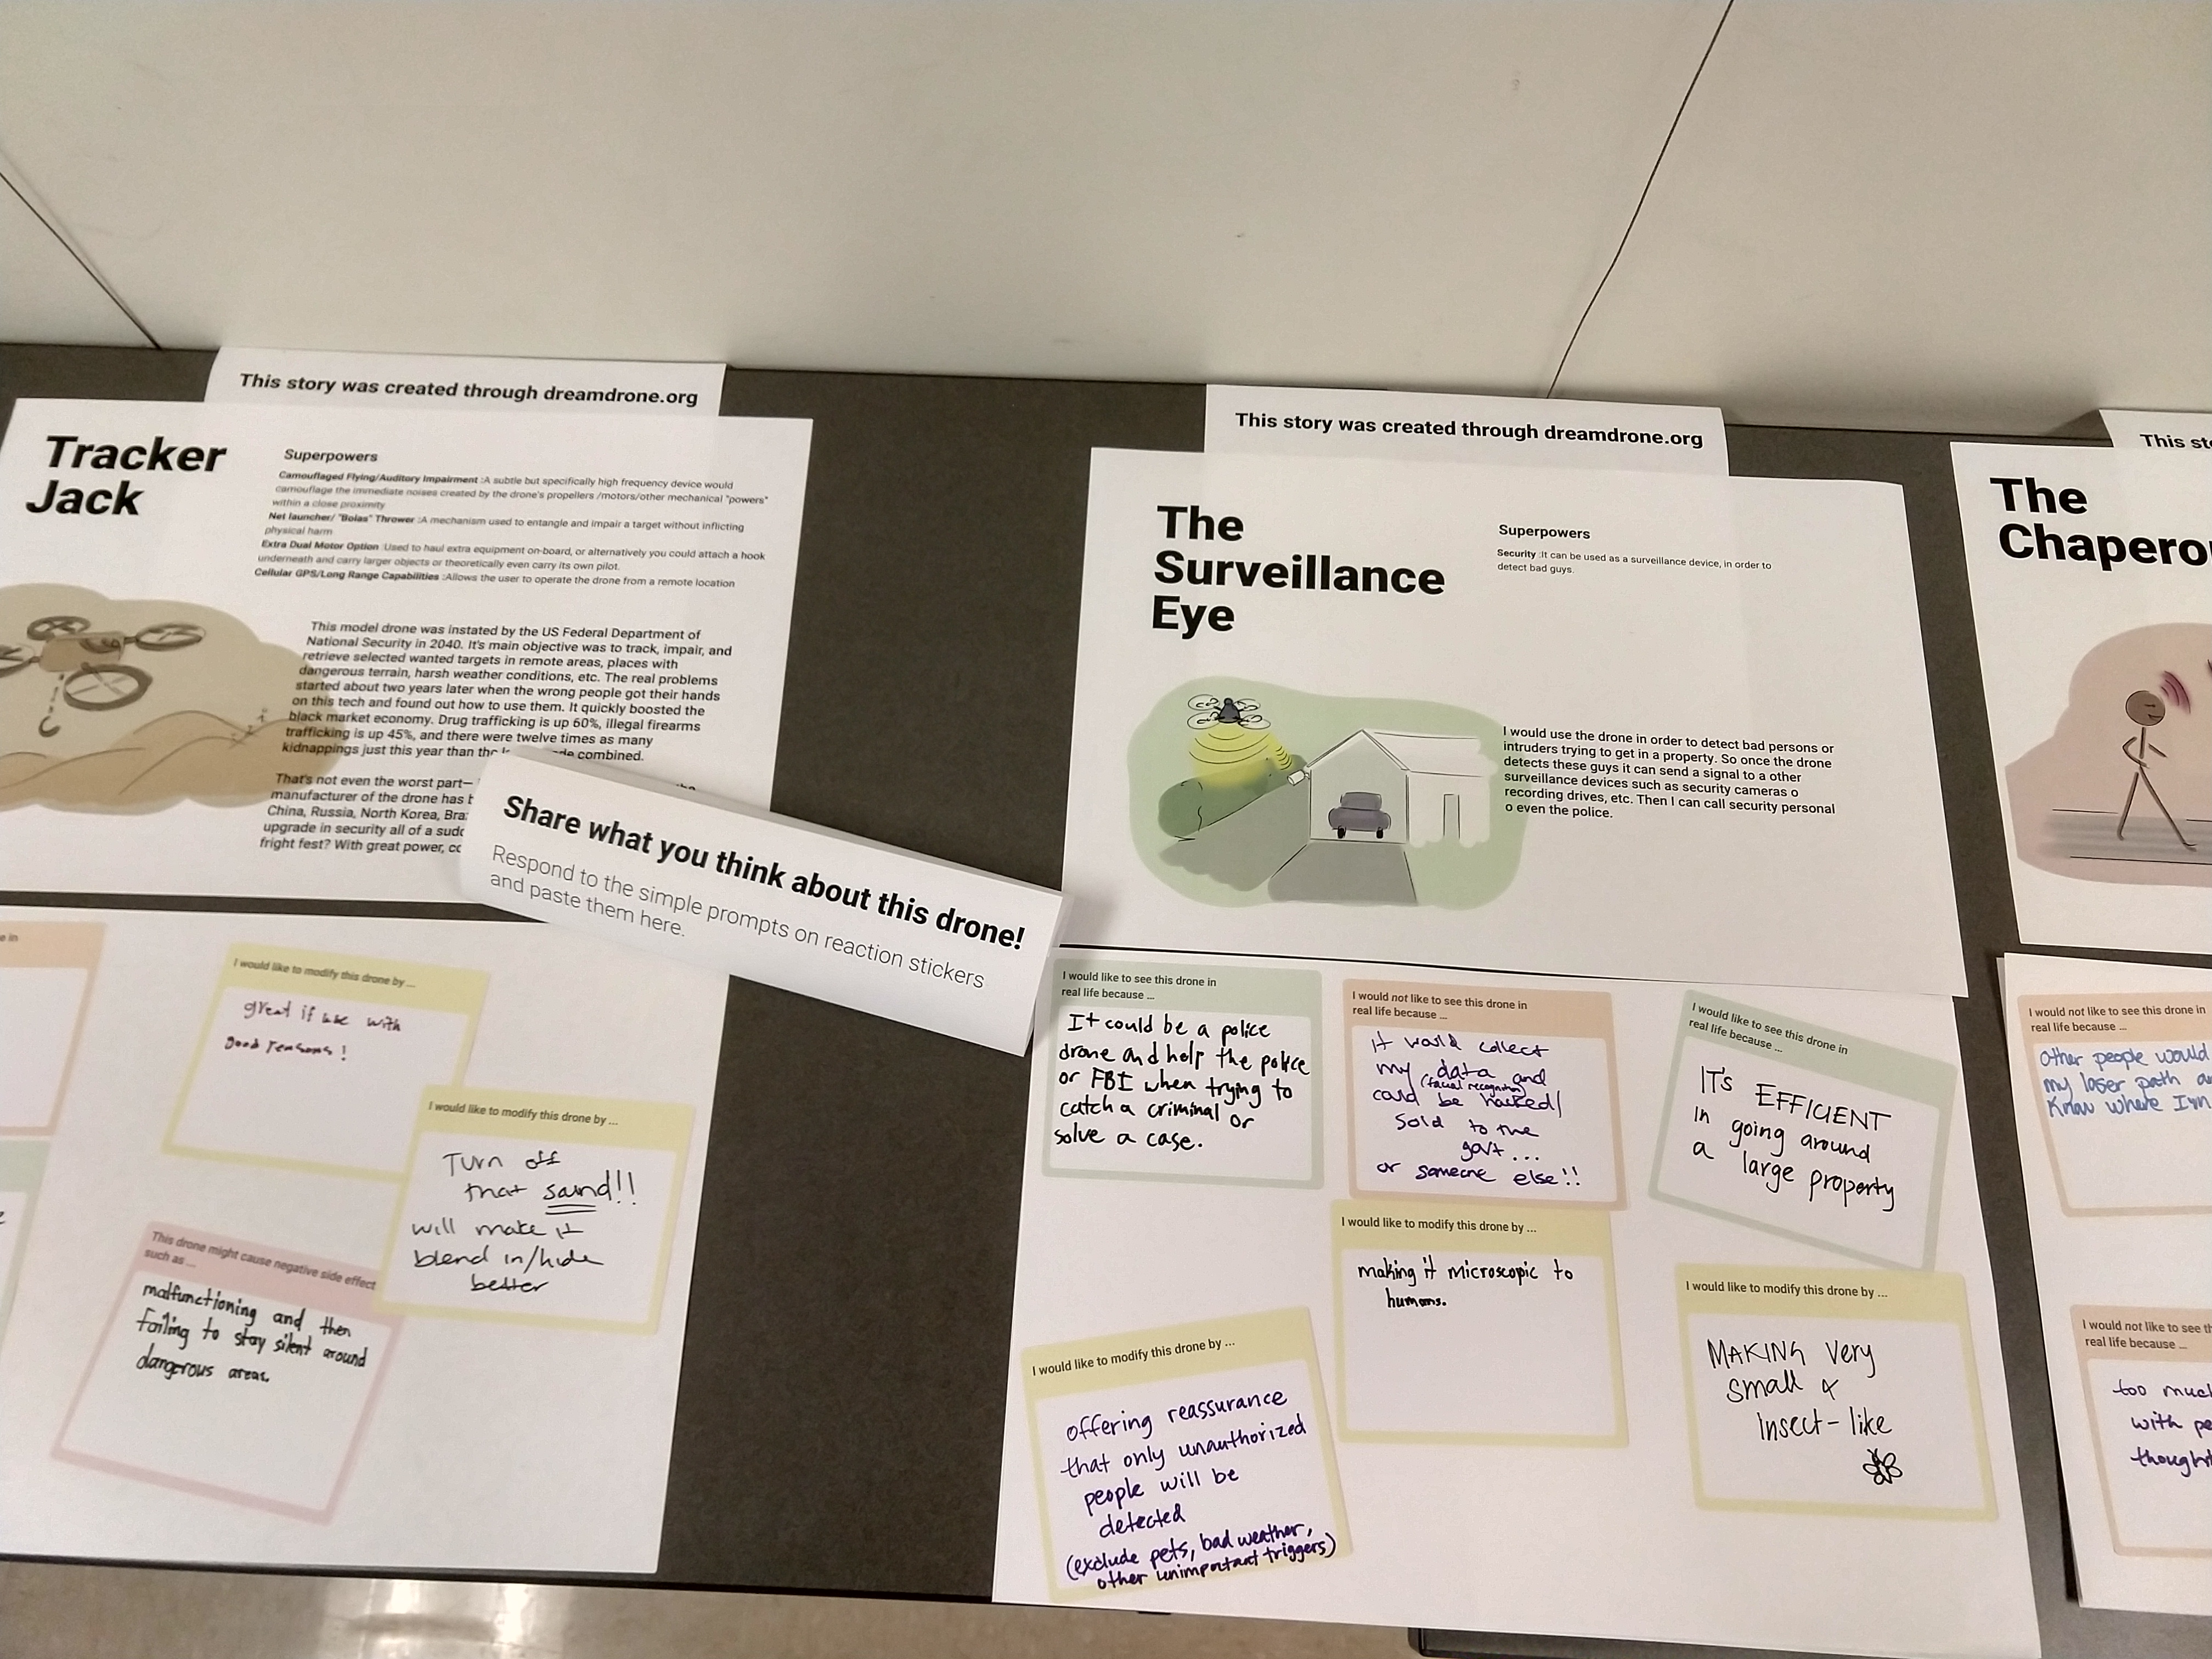 This story was created through dreamdrone.org
Tracker
Jack
Superpowers
Camouflaged Flying/Auditory Impairment :A subtle but specifically high frequency device would
camouflage the immediate noises created by the drone's propellers /motors/other mechanical "powers"
within a close proximity
Net launcher/ "Bolas" Thrower :A mechanism used to entangle and impair a target without inflicting
physical harm
Extra Dual Motor Option :Used to haul extra equipment on-board, or alternatively you could attach a hook
underneath and carry larger objects or theoretically even carry its own pilot.
Cellular GPS/Long Range Capabilities :Allows the user to operate the drone from a remote location
This model drone was instated by the US Federal Department of
National Security in 2040. It's main objective was to track, impair, and
retrieve selected wanted targets in remote areas, places with
dangerous terrain, harsh weather conditions, etc. The real problems
started about two years later when the wrong people got their hands
on this tech and found out how to use them. It quickly boosted the
black market economy. Drug trafficking is up 60%, illegal firearms
trafficking is up 45%, and there were twelve times as many
kidnappings just this year than combined.
That's not even the worst part—
manufacturer of the drone has
China, Russia, North Korea,
upgrade in security all of a
fright fest? With great power,
Share what you think about this drone!
Respond to the simple prompts on reaction stickers
and paste them here.
in
I would like to modify this drone by ...
great if use with
good reasons!
I would like to modify this drone by ...
Turn off
that sound!!
will make it
blend in/hide
better
This drone might cause negative side effect
such as ...
malfunctioning and then
failing to stay silent around
dangerous areas.
This story was created through dreamdrone.org
The
Surveillance
Eye
Superpowers
Security :It can be used as a surveillance device, in order to
detect bad guys.
I would use the drone in order to detect bad persons or
intruders trying to get in a property. So once the drone
detects these guys it can send a signal to a other
surveillance devices such as security cameras o
recording drives, etc. Then I can call security personal
o even the police.
I would like to see this drone in
real life because ...
It could be a police
drone and help the police
or FBI when trying to
catch a criminal or
solve a case.
I would not like to see this drone in
real life because ...
it would collect
my data and
(facial recognition)
could be hacked/
sold to the
govt...
or someone else!!
I would like to see this drone in
real life because ...
IT'S EFFICIENT
in going around
a large property
I would like to modify this drone by ...
making it microscopic to
humans.
I would like to modify this drone by ...
offering reassurance
that only unauthorized
people will be
detected
(exclude pets, bad weather,
other unimportant triggers)
I would like to modify this drone by ...
MAKING very
small &
insect-like
This
The
I would not like to see this drone in
real life because ...
Other people would
my laser path
Know where I'm
I would not like to see
real life because ...
too much
with